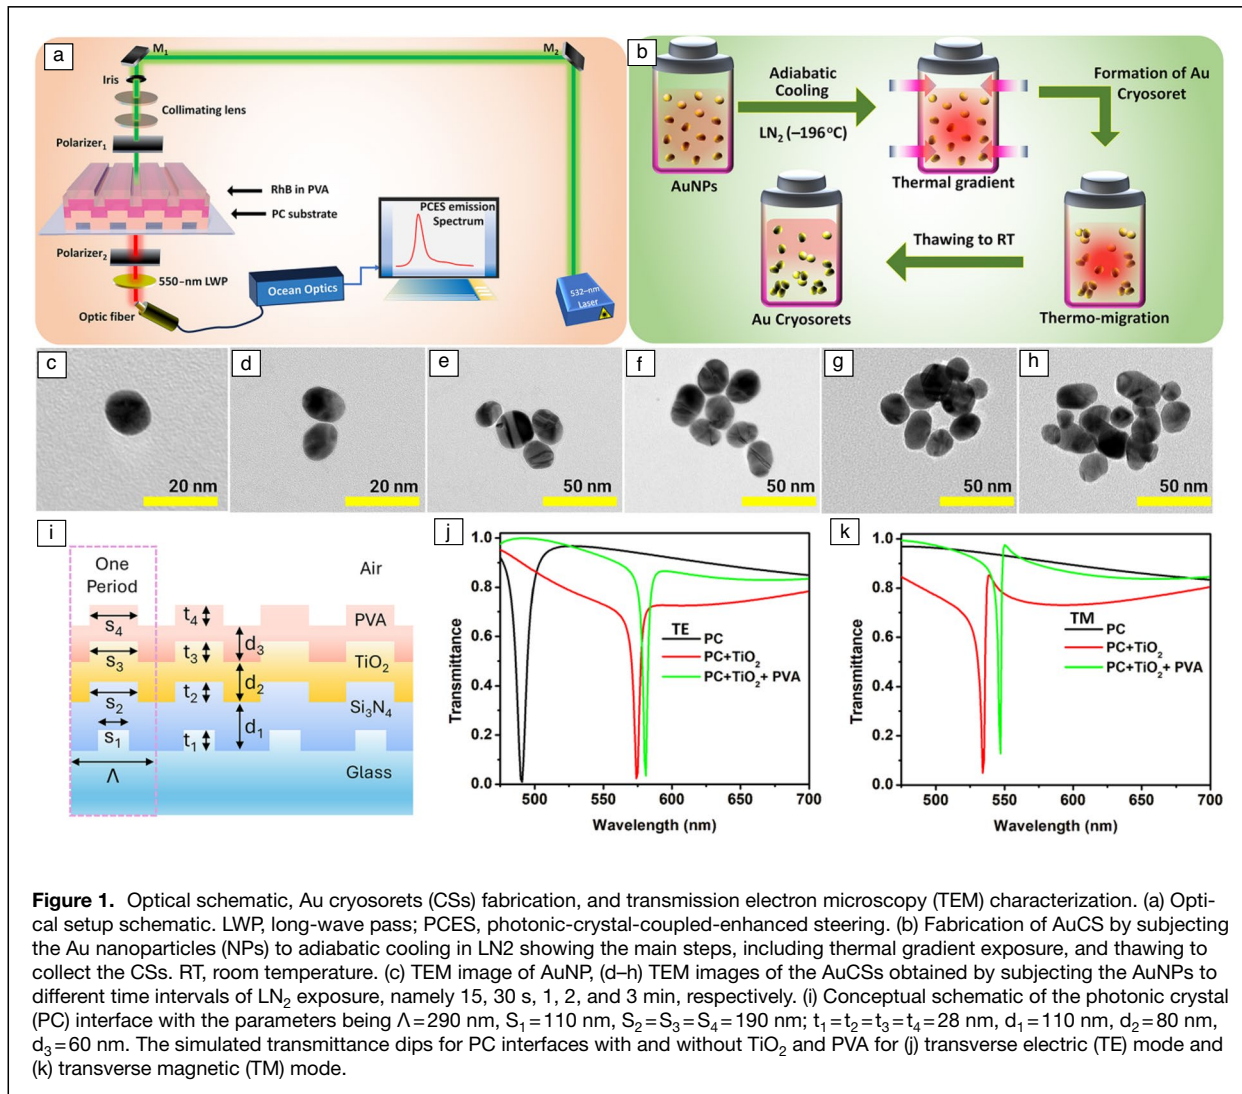 a
M1
M2
Iris
Collimating lens
Polarizer1
RhB in PVA
PC substrate
Polarizer2
550–nm LWP
Optic fiber
Ocean Optics
PCES emission
Spectrum
532–nm
Laser
b
AuNPs
Adiabatic
Cooling
LN2 (–196°C)
Thermal gradient
Formation of Au
Cryosoret
Thermo-migration
Thawing to RT
Au Cryosorets
c
20 nm
d
20 nm
e
50 nm
f
50 nm
g
50 nm
h
50 nm
i
One
Period
Air
PVA
TiO2
Si3N4
Glass
S4
S3
S2
S1
Λ
t4
t3
t2
t1
d3
d2
d1
j
Transmittance
1.0
0.8
0.6
0.4
0.2
0.0
TE
PC
PC+TiO2
PC+TiO2+ PVA
500 550 600 650 700
Wavelength (nm)
k
Transmittance
1.0
0.8
0.6
0.4
0.2
0.0
TM
PC
PC+TiO2
PC+TiO2+ PVA
500 550 600 650 700
Wavelength (nm)
Figure 1. Optical schematic, Au cryosorets (CSs) fabrication, and transmission electron microscopy (TEM) characterization. (a) Opti-
cal setup schematic. LWP, long-wave pass; PCES, photonic-crystal-coupled-enhanced steering. (b) Fabrication of AuCS by subjecting
the Au nanoparticles (NPs) to adiabatic cooling in LN2 showing the main steps, including thermal gradient exposure, and thawing to
collect the CSs. RT, room temperature. (c) TEM image of AuNP, (d–h) TEM images of the AuCSs obtained by subjecting the AuNPs to
different time intervals of LN2 exposure, namely 15, 30 s, 1, 2, and 3 min, respectively. (i) Conceptual schematic of the photonic crystal
(PC) interface with the parameters being Λ=290 nm, S1=110 nm, S2=S3=S4=190 nm; t1=t2=t3=t4=28 nm, d1=110 nm, d2=80 nm,
d3=60 nm. The simulated transmittance dips for PC interfaces with and without TiO2 and PVA for (j) transverse electric (TE) mode and
(k) transverse magnetic (TM) mode.